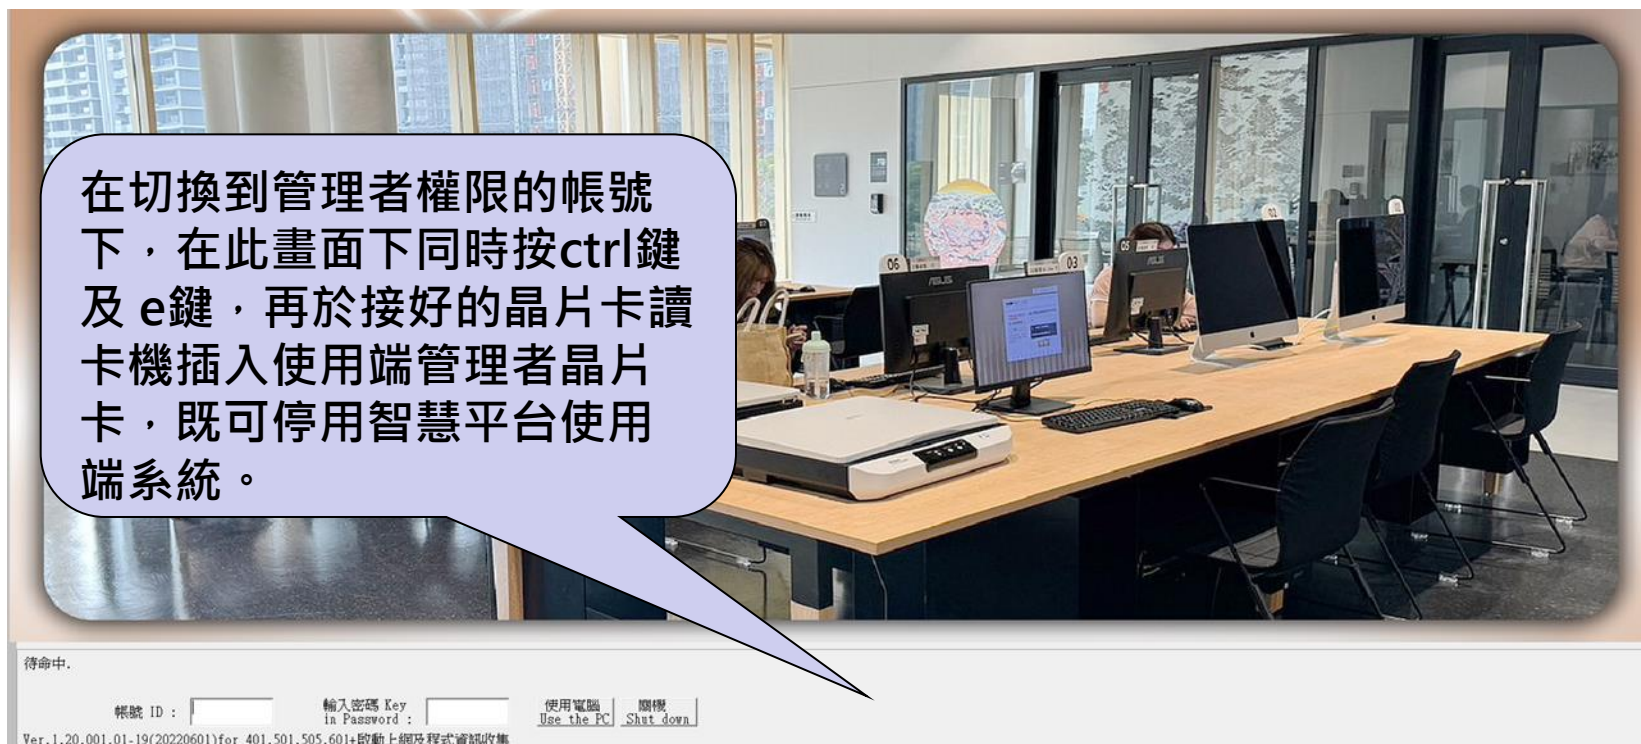 在切換到管理者權限的帳號
下，在此畫面下同時按ctrl鍵
及 e鍵，再於接好的晶片卡讀
卡機插入使用端管理者晶片
卡，既可停用智慧平台使用
端系統。
06
03
05
02
ASUS
待命中.
帳號 ID :
輸入密碼 Key
in Password :
使用電腦
Use the PC
關機
Shut down
Ver.1.20.001.01-19(20220601)for 401,501,505,601+啟動上網及程式資訊收集